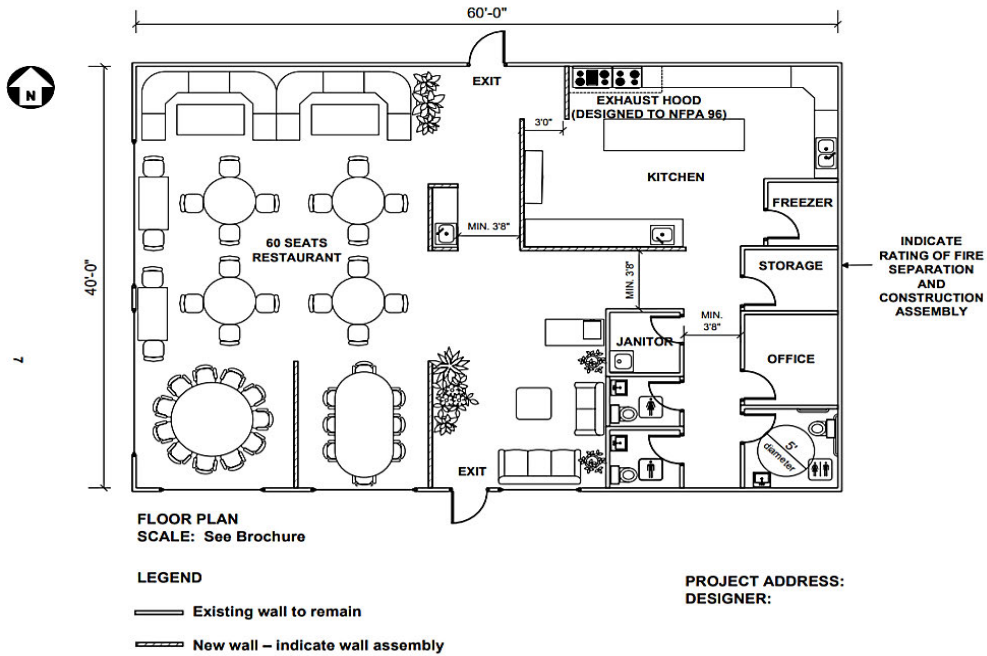 60'-0"
EXIT
N
EXHAUST HOOD
(DESIGNED TO NFPA 96)
3'0"
KITCHEN
FREEZER
MIN. 3'8"
60 SEATS
RESTAURANT
INDICATE
RATING OF FIRE
SEPARATION
AND
CONSTRUCTION
ASSEMBLY
STORAGE
40'-0"
MIN. 3'8"
MIN.
3'8"
JANITOR
OFFICE
7
5'
diameter
EXIT
FLOOR PLAN
SCALE: See Brochure
LEGEND
PROJECT ADDRESS:
DESIGNER:
Existing wall to remain
New wall – indicate wall assembly